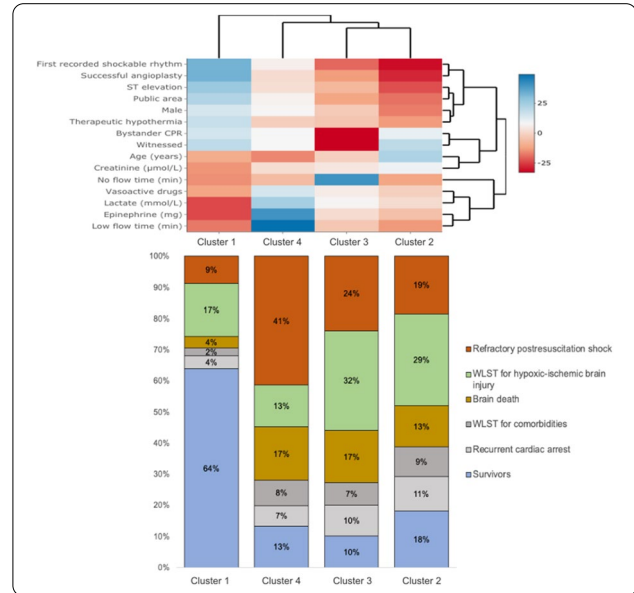 First recorded shockable rhythm
Successful angioplasty
ST elevation
Public area
Male
Therapeutic hypothermia
Bystander CPR
Witnessed
Age (years)
Creatinine (µmol/L)
No flow time (min)
Vasoactive drugs
Lactate (mmol/L)
Epinephrine (mg)
Low flow time (min)
25
0
-25
Cluster 1 Cluster 4 Cluster 3 Cluster 2
100%
90%
80%
70%
60%
50%
40%
30%
20%
10%
0%
9%
17%
4%
2%
4%
64%
41%
13%
17%
8%
7%
13%
24%
32%
17%
7%
10%
10%
19%
29%
13%
9%
11%
18%
Cluster 1 Cluster 4 Cluster 3 Cluster 2
Refractory postresuscitation shock
WLST for hypoxic-ischemic brain
injury
Brain death
WLST for comorbidities
Recurrent cardiac arrest
Survivors